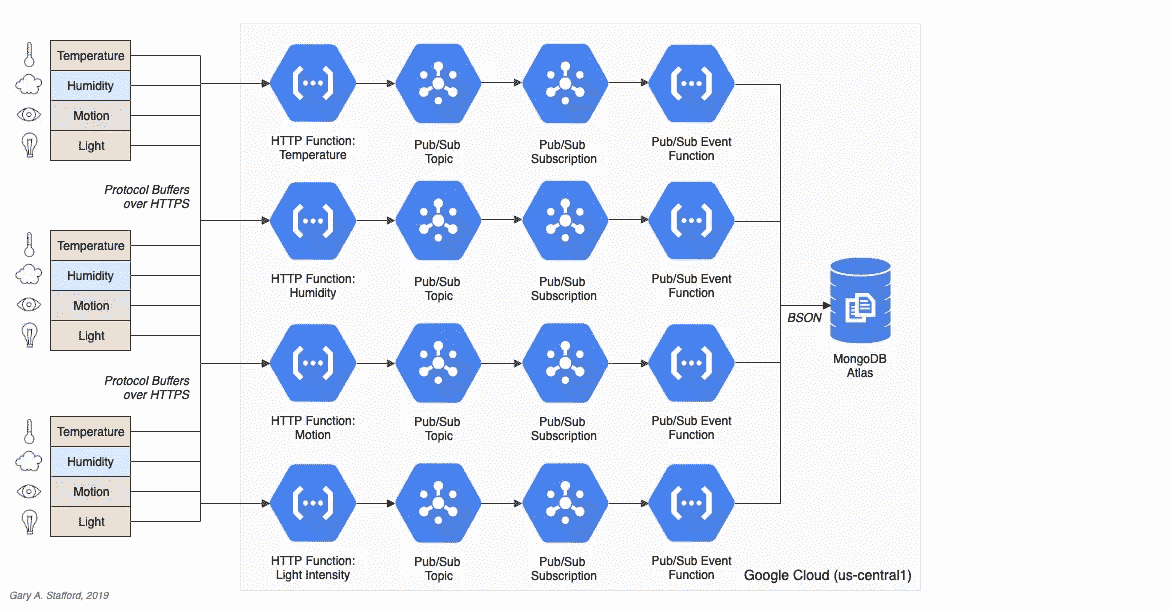 Temperature
Humidity
Motion
Light
Protocol Buffers
over HTTPS
Temperature
Humidity
Motion
Light
Protocol Buffers
over HTTPS
Temperature
Humidity
Motion
Light
HTTP Function:
Temperature
Pub/Sub
Topic
Pub/Sub
Subscription
Pub/Sub Event
Function
HTTP Function:
Humidity
Pub/Sub
Topic
Pub/Sub
Subscription
Pub/Sub Event
Function
HTTP Function:
Motion
Pub/Sub
Topic
Pub/Sub
Subscription
Pub/Sub Event
Function
HTTP Function:
Light Intensity
Pub/Sub
Topic
Pub/Sub
Subscription
Pub/Sub Event
Function
BSON
MongoDB
Atlas
Google Cloud (us-central1)
Gary A. Stafford, 2019